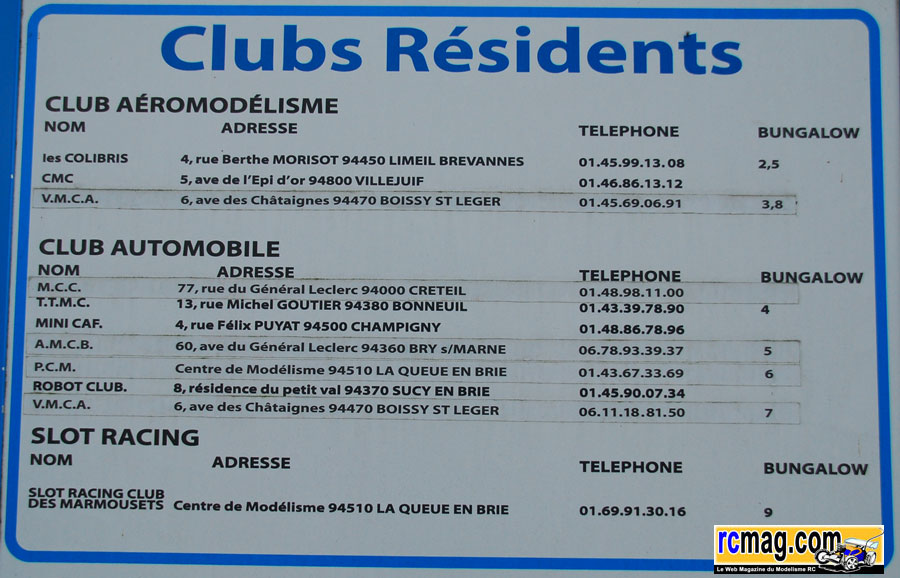 Clubs Résidents
CLUB AÉROMODÉLISME
NOM ADRESSE TELEPHONE BUNGALOW
les COLIBRIS 4, rue Berthe MORISOT 94450 LIMEIL BREVANNES 01.45.99.13.08 2,5
CMC 5, ave de l'Epi d'or 94800 VILLEJUIF 01.46.86.13.12
V.M.C.A. 6, ave des Châtaignes 94470 BOISSY ST LEGER 01.45.69.06.91 3,8
CLUB AUTOMOBILE
NOM ADRESSE TELEPHONE BUNGALOW
M.C.C. 77, rue du Général Leclerc 94000 CRETEIL 01.48.98.11.00
T.T.M.C. 13, rue Michel GOUTIER 94380 BONNEUIL 01.43.39.78.90 4
MINI CAF. 4, rue Félix PUYAT 94500 CHAMPIGNY 01.48.86.78.96
A.M.C.B. 60, ave du Général Leclerc 94360 BRY s/MARNE 06.78.93.39.37 5
P.C.M. Centre de Modélisme 94510 LA QUEUE EN BRIE 01.43.67.33.69 6
ROBOT CLUB. 8, résidence du petit val 94370 SUCY EN BRIE 01.45.90.07.34
V.M.C.A. 6, ave des Châtaignes 94470 BOISSY ST LEGER 06.11.18.81.50 7
SLOT RACING
NOM ADRESSE TELEPHONE BUNGALOW
SLOT RACING CLUB
DES MARMOUSETS Centre de Modélisme 94510 LA QUEUE EN BRIE 01.69.91.30.16 9
rcmag.com
Le Web Magazine du Modelisme RC